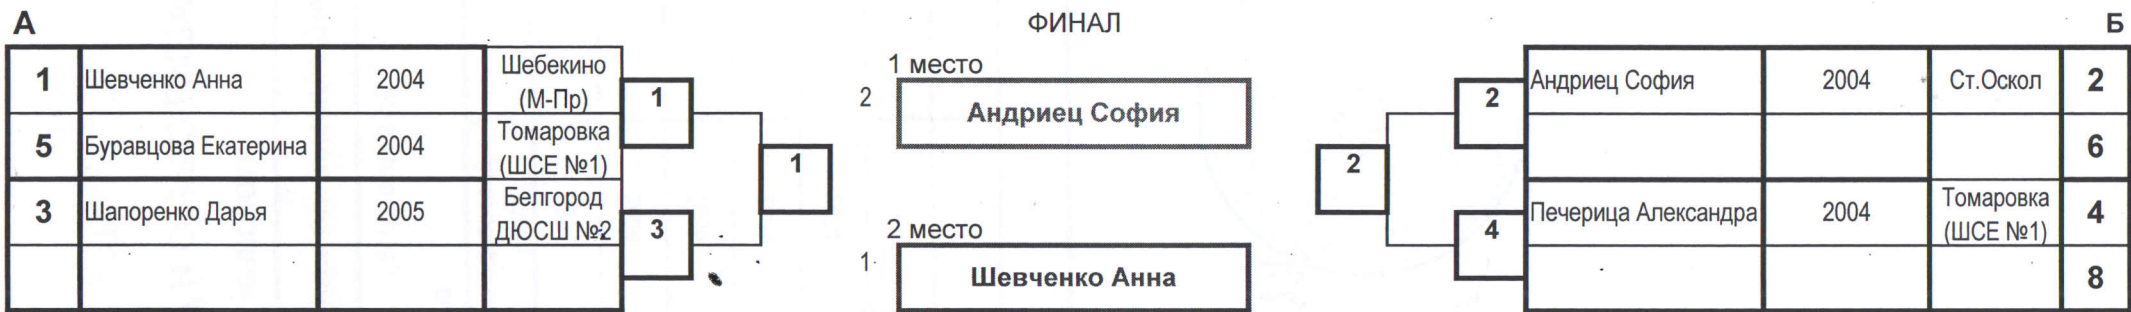 А
ФИНАЛ
Б
1 Шевченко Анна 2004 Шебекино
(М-Пр)
5 Буравцова Екатерина 2004 Томаровка
(ШСЕ №1)
3 Шапоренко Дарья 2005 Белгород
ДЮСШ №2
1
3
1
1 место
2 Андриец София
2 место
1 Шевченко Анна
2
2
4
Андриец София 2004 Ст.Оскол 2
6
Печерица Александра 2004 Томаровка
(ШСЕ №1) 4
8